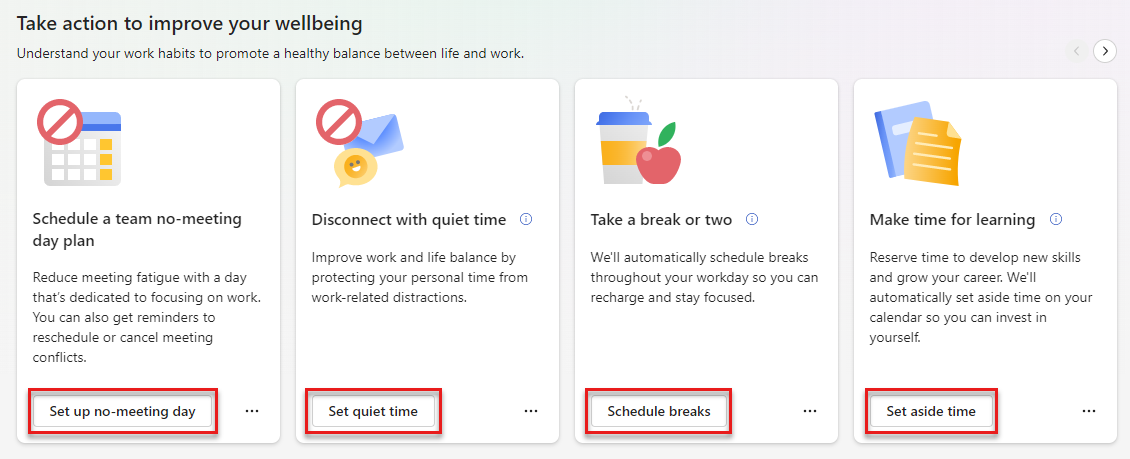 Take action to improve your wellbeing
Understand your work habits to promote a healthy balance between life and work.
Schedule a team no-meeting
day plan
Reduce meeting fatigue with a day
that's dedicated to focusing on work.
You can also get reminders to
reschedule or cancel meeting
conflicts.
Set up no-meeting day
Disconnect with quiet time
Improve work and life balance by
protecting your personal time from
work-related distractions.
Set quiet time
Take a break or two
We'll automatically schedule breaks
throughout your workday so you can
recharge and stay focused.
Schedule breaks
Make time for learning
Reserve time to develop new skills
and grow your career. We'll
automatically set aside time on your
calendar so you can invest in
yourself.
Set aside time